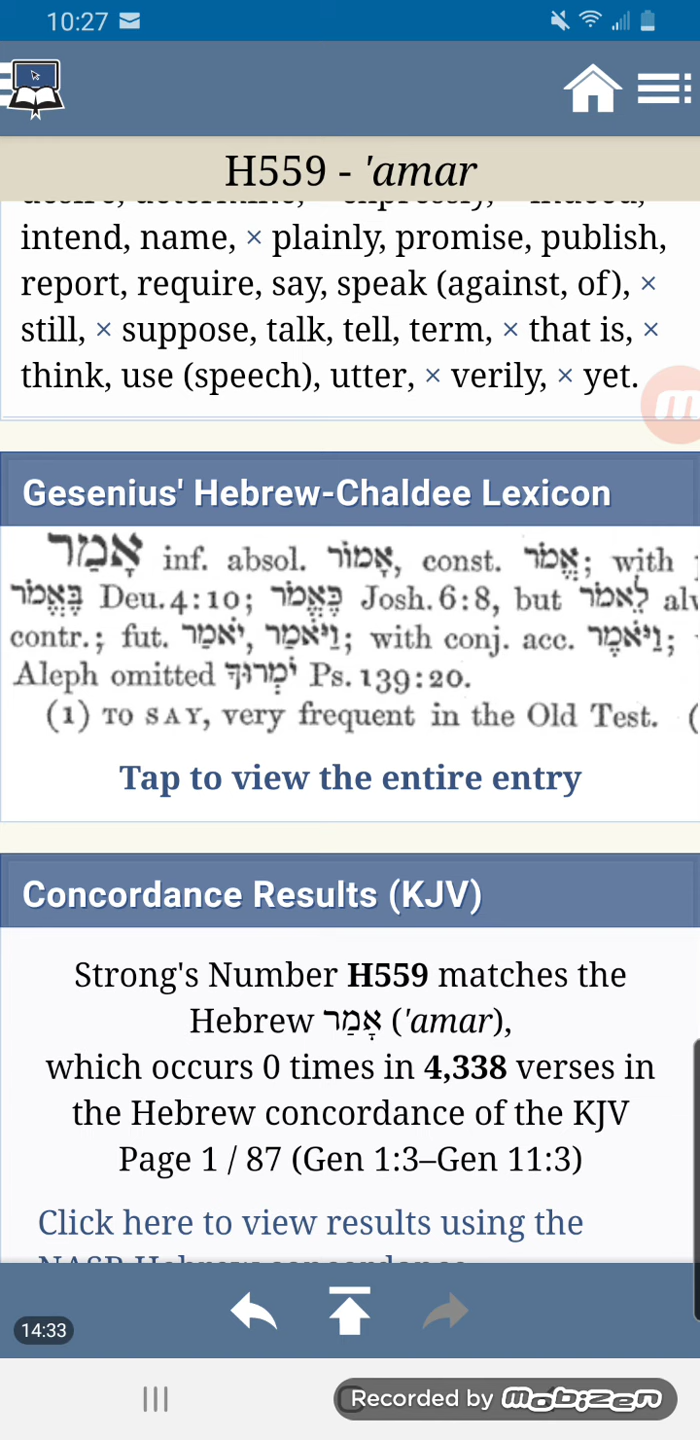 10:27
H559 - 'amar
intend, name, × plainly, promise, publish,
report, require, say, speak (against, of), ×
still, × suppose, talk, tell, term, × that is, ×
think, use (speech), utter, × verily, × yet.
Gesenius' Hebrew-Chaldee Lexicon
אָמַר inf. absol. אָמוֹר, const. אֱמֹר; with
בֶּאֱמֹר Deu. 4:10; כֶּאֱמֹר Josh. 6:8, but לֵאמֹר
contr.; fut. יֹאמַר, וַיֹּאמַר; with conj. acc. וַיֹּאמֶר;
Aleph omitted יֹמְרוּךָ Ps. 139:20.
(1) TO SAY, very frequent in the Old Test. (
Tap to view the entire entry
Concordance Results (KJV)
Strong's Number H559 matches the
Hebrew אָמַר ('amar),
which occurs 0 times in 4,338 verses in
the Hebrew concordance of the KJV
Page 1 / 87 (Gen 1:3–Gen 11:3)
Click here to view results using the
14:33
Recorded by mobizen